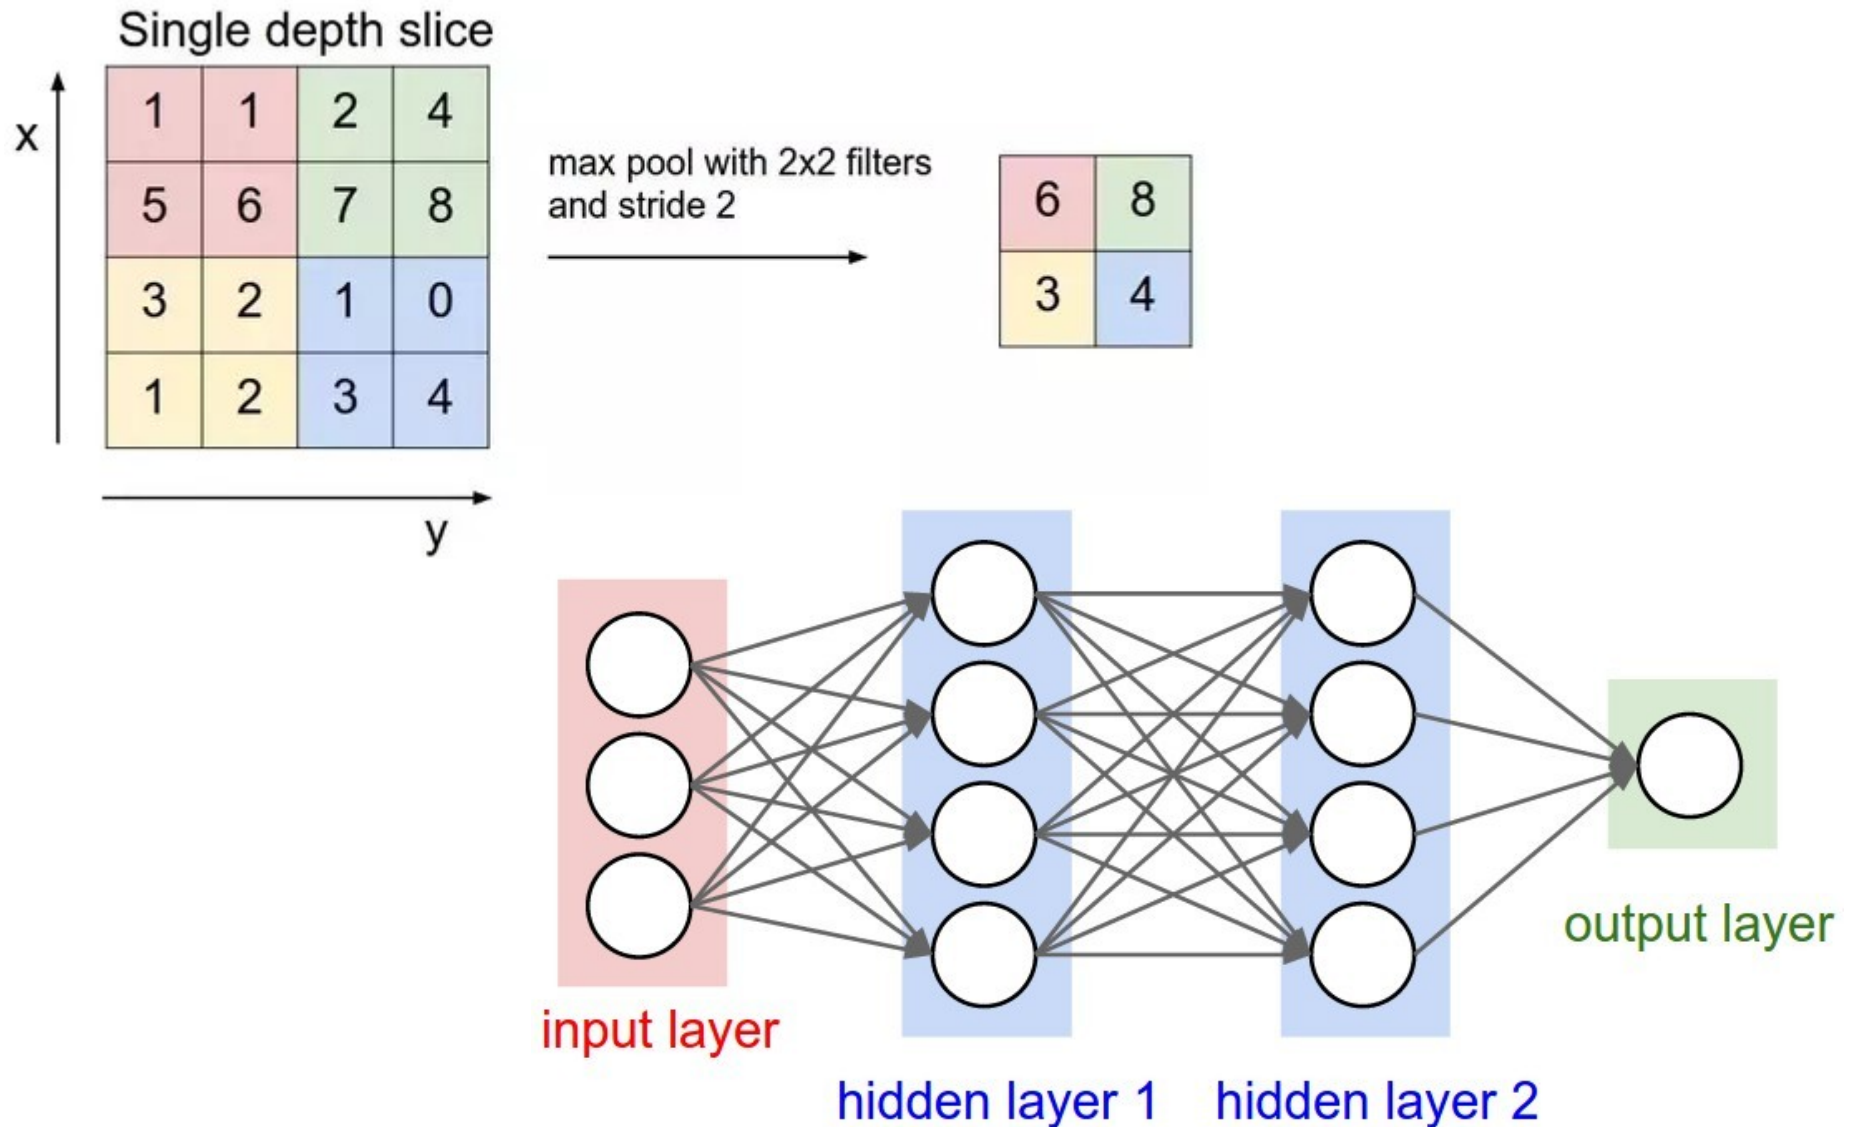 Single depth slice
x
1 1 2 4
5 6 7 8
3 2 1 0
1 2 3 4
y
max pool with 2x2 filters
and stride 2
6 8
3 4
input layer
hidden layer 1
hidden layer 2
output layer